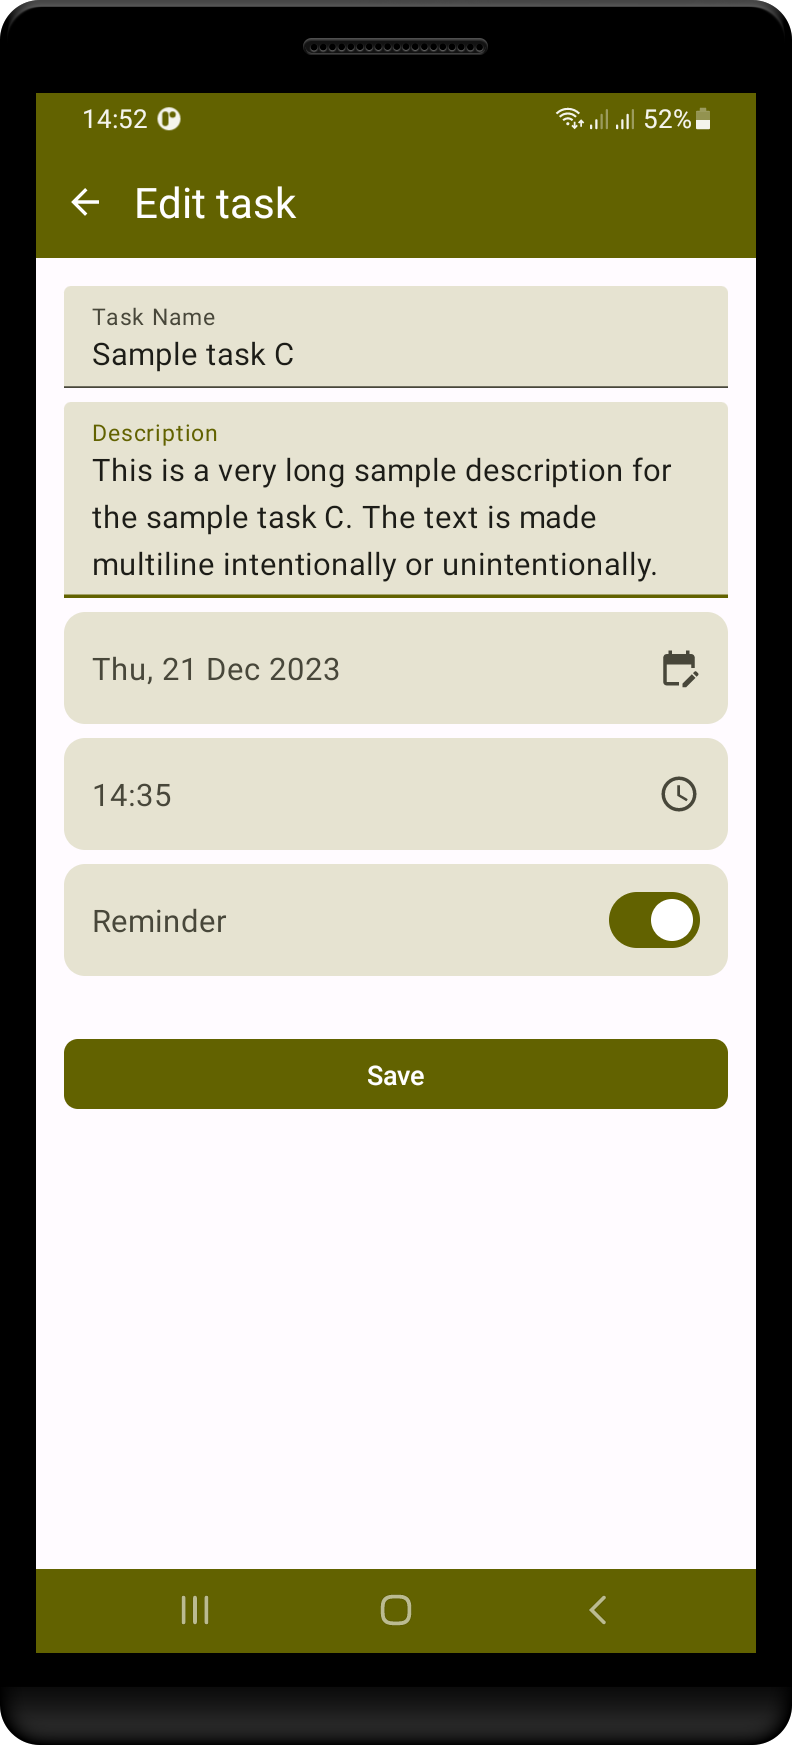 14:52 52%
Edit task
Task Name
Sample task C
Description
This is a very long sample description for
the sample task C. The text is made
multiline intentionally or unintentionally.
Thu, 21 Dec 2023
14:35
Reminder
Save